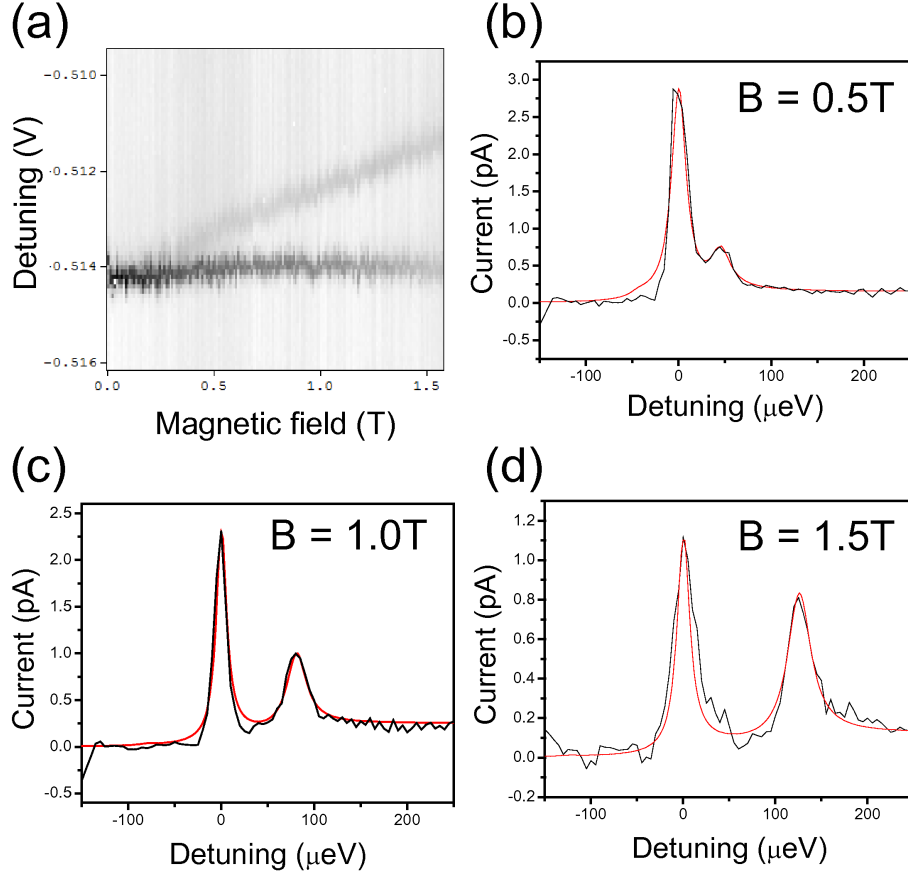 (a)
Detuning (V)
-0.510
-0.512
-0.514
-0.516
0.0 0.5 1.0 1.5
Magnetic field (T)
(b)
B = 0.5T
Current (pA)
3.0
2.5
2.0
1.5
1.0
0.5
0.0
-0.5
-100 0 100 200
Detuning (μeV)
(c)
B = 1.0T
Current (pA)
2.5
2.0
1.5
1.0
0.5
0.0
-0.5
-100 0 100 200
Detuning (μeV)
(d)
B = 1.5T
Current (pA)
1.2
1.0
0.8
0.6
0.4
0.2
0.0
-0.2
-100 0 100 200
Detuning (μeV)